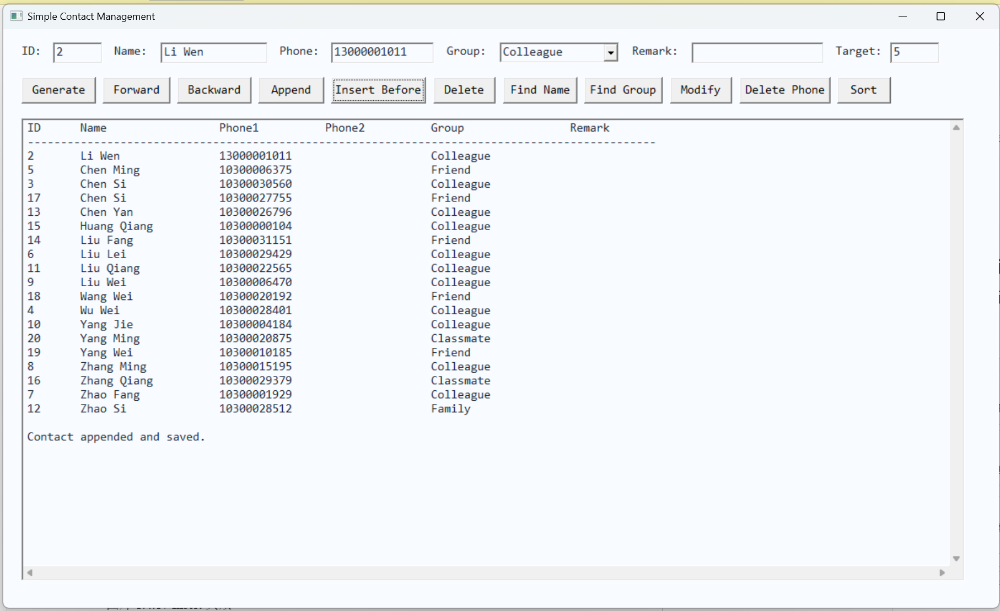 Simple Contact Management
ID: 2 Name: Li Wen Phone: 13000001011 Group: Colleague Remark: Target: 5
Generate Forward Backward Append Insert Before Delete Find Name Find Group Modify Delete Phone Sort
ID Name Phone1 Phone2 Group Remark
-----------------------------------------------------------------------------------------------
2 Li Wen 13000001011 Colleague
5 Chen Ming 10300006375 Friend
3 Chen Si 10300030560 Colleague
17 Chen Si 10300027755 Friend
13 Chen Yan 10300026796 Colleague
15 Huang Qiang 10300000104 Colleague
14 Liu Fang 10300031151 Friend
6 Liu Lei 10300029429 Colleague
11 Liu Qiang 10300022565 Colleague
9 Liu Wei 10300006470 Colleague
18 Wang Wei 10300020192 Friend
4 Wu Wei 10300028401 Colleague
10 Yang Jie 10300004184 Colleague
20 Yang Ming 10300020875 Classmate
19 Yang Wei 10300010185 Friend
8 Zhang Ming 10300015195 Colleague
16 Zhang Qiang 10300029379 Classmate
7 Zhao Fang 10300001929 Colleague
12 Zhao Si 10300028512 Family
Contact appended and saved.